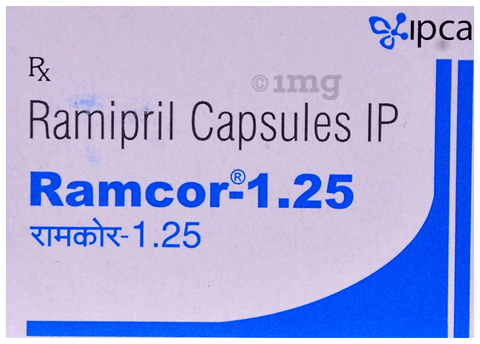 ipca
Rx
©1mg
Ramipril Capsules IP
Ramcor®-1.25
रामकोर-1.25